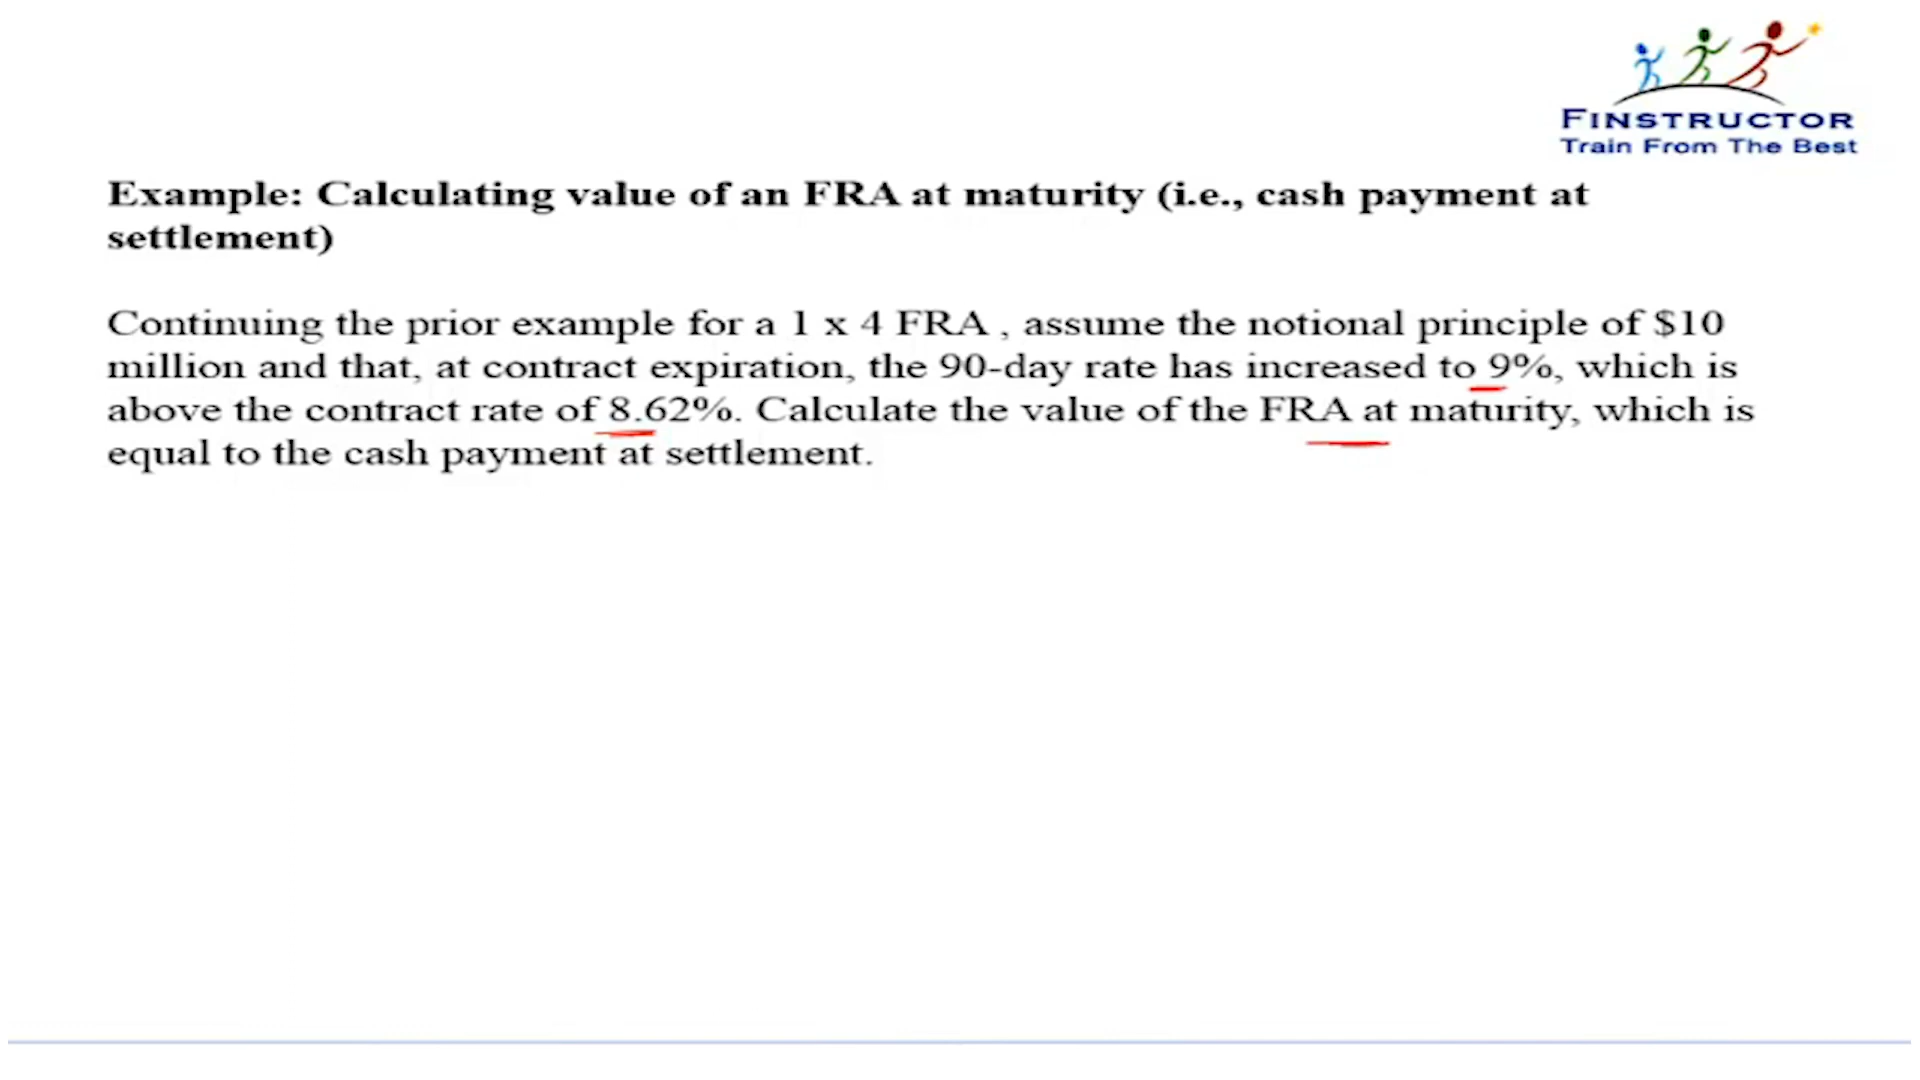 FINSTRUCTOR
Train From The Best
Example: Calculating value of an FRA at maturity (i.e., cash payment at
settlement)
Continuing the prior example for a 1 x 4 FRA , assume the notional principle of $10
million and that, at contract expiration, the 90-day rate has increased to 9%, which is
above the contract rate of 8.62%. Calculate the value of the FRA at maturity, which is
equal to the cash payment at settlement.